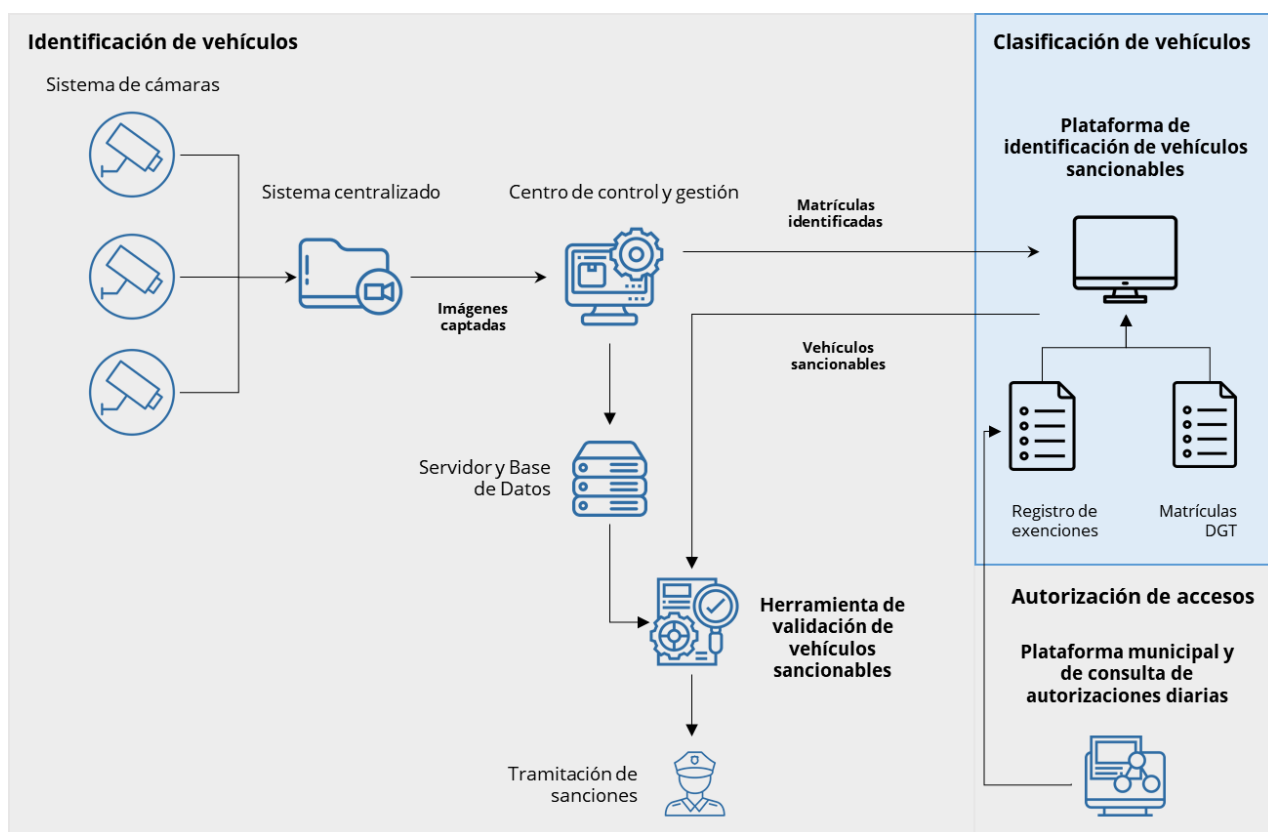 Identificación de vehículos
Sistema de cámaras
Sistema centralizado
Imágenes
captadas
Centro de control y gestión
Matrículas
identificadas
Vehículos
sancionables
Servidor y Base
de Datos
Herramienta de
validación de
vehículos
sancionables
Tramitación de
sanciones
Clasificación de vehículos
Plataforma de
identificación de vehículos
sancionables
Registro de
exenciones
Matrículas
DGT
Autorización de accesos
Plataforma municipal y
de consulta de
autorizaciones diarias